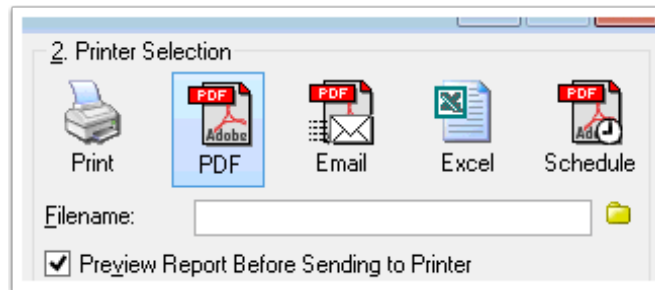 2. Printer Selection
PDF Adobe PDF PDF Adobe
Print PDF Email Excel Schedule
Filename:
Preview Report Before Sending to Printer